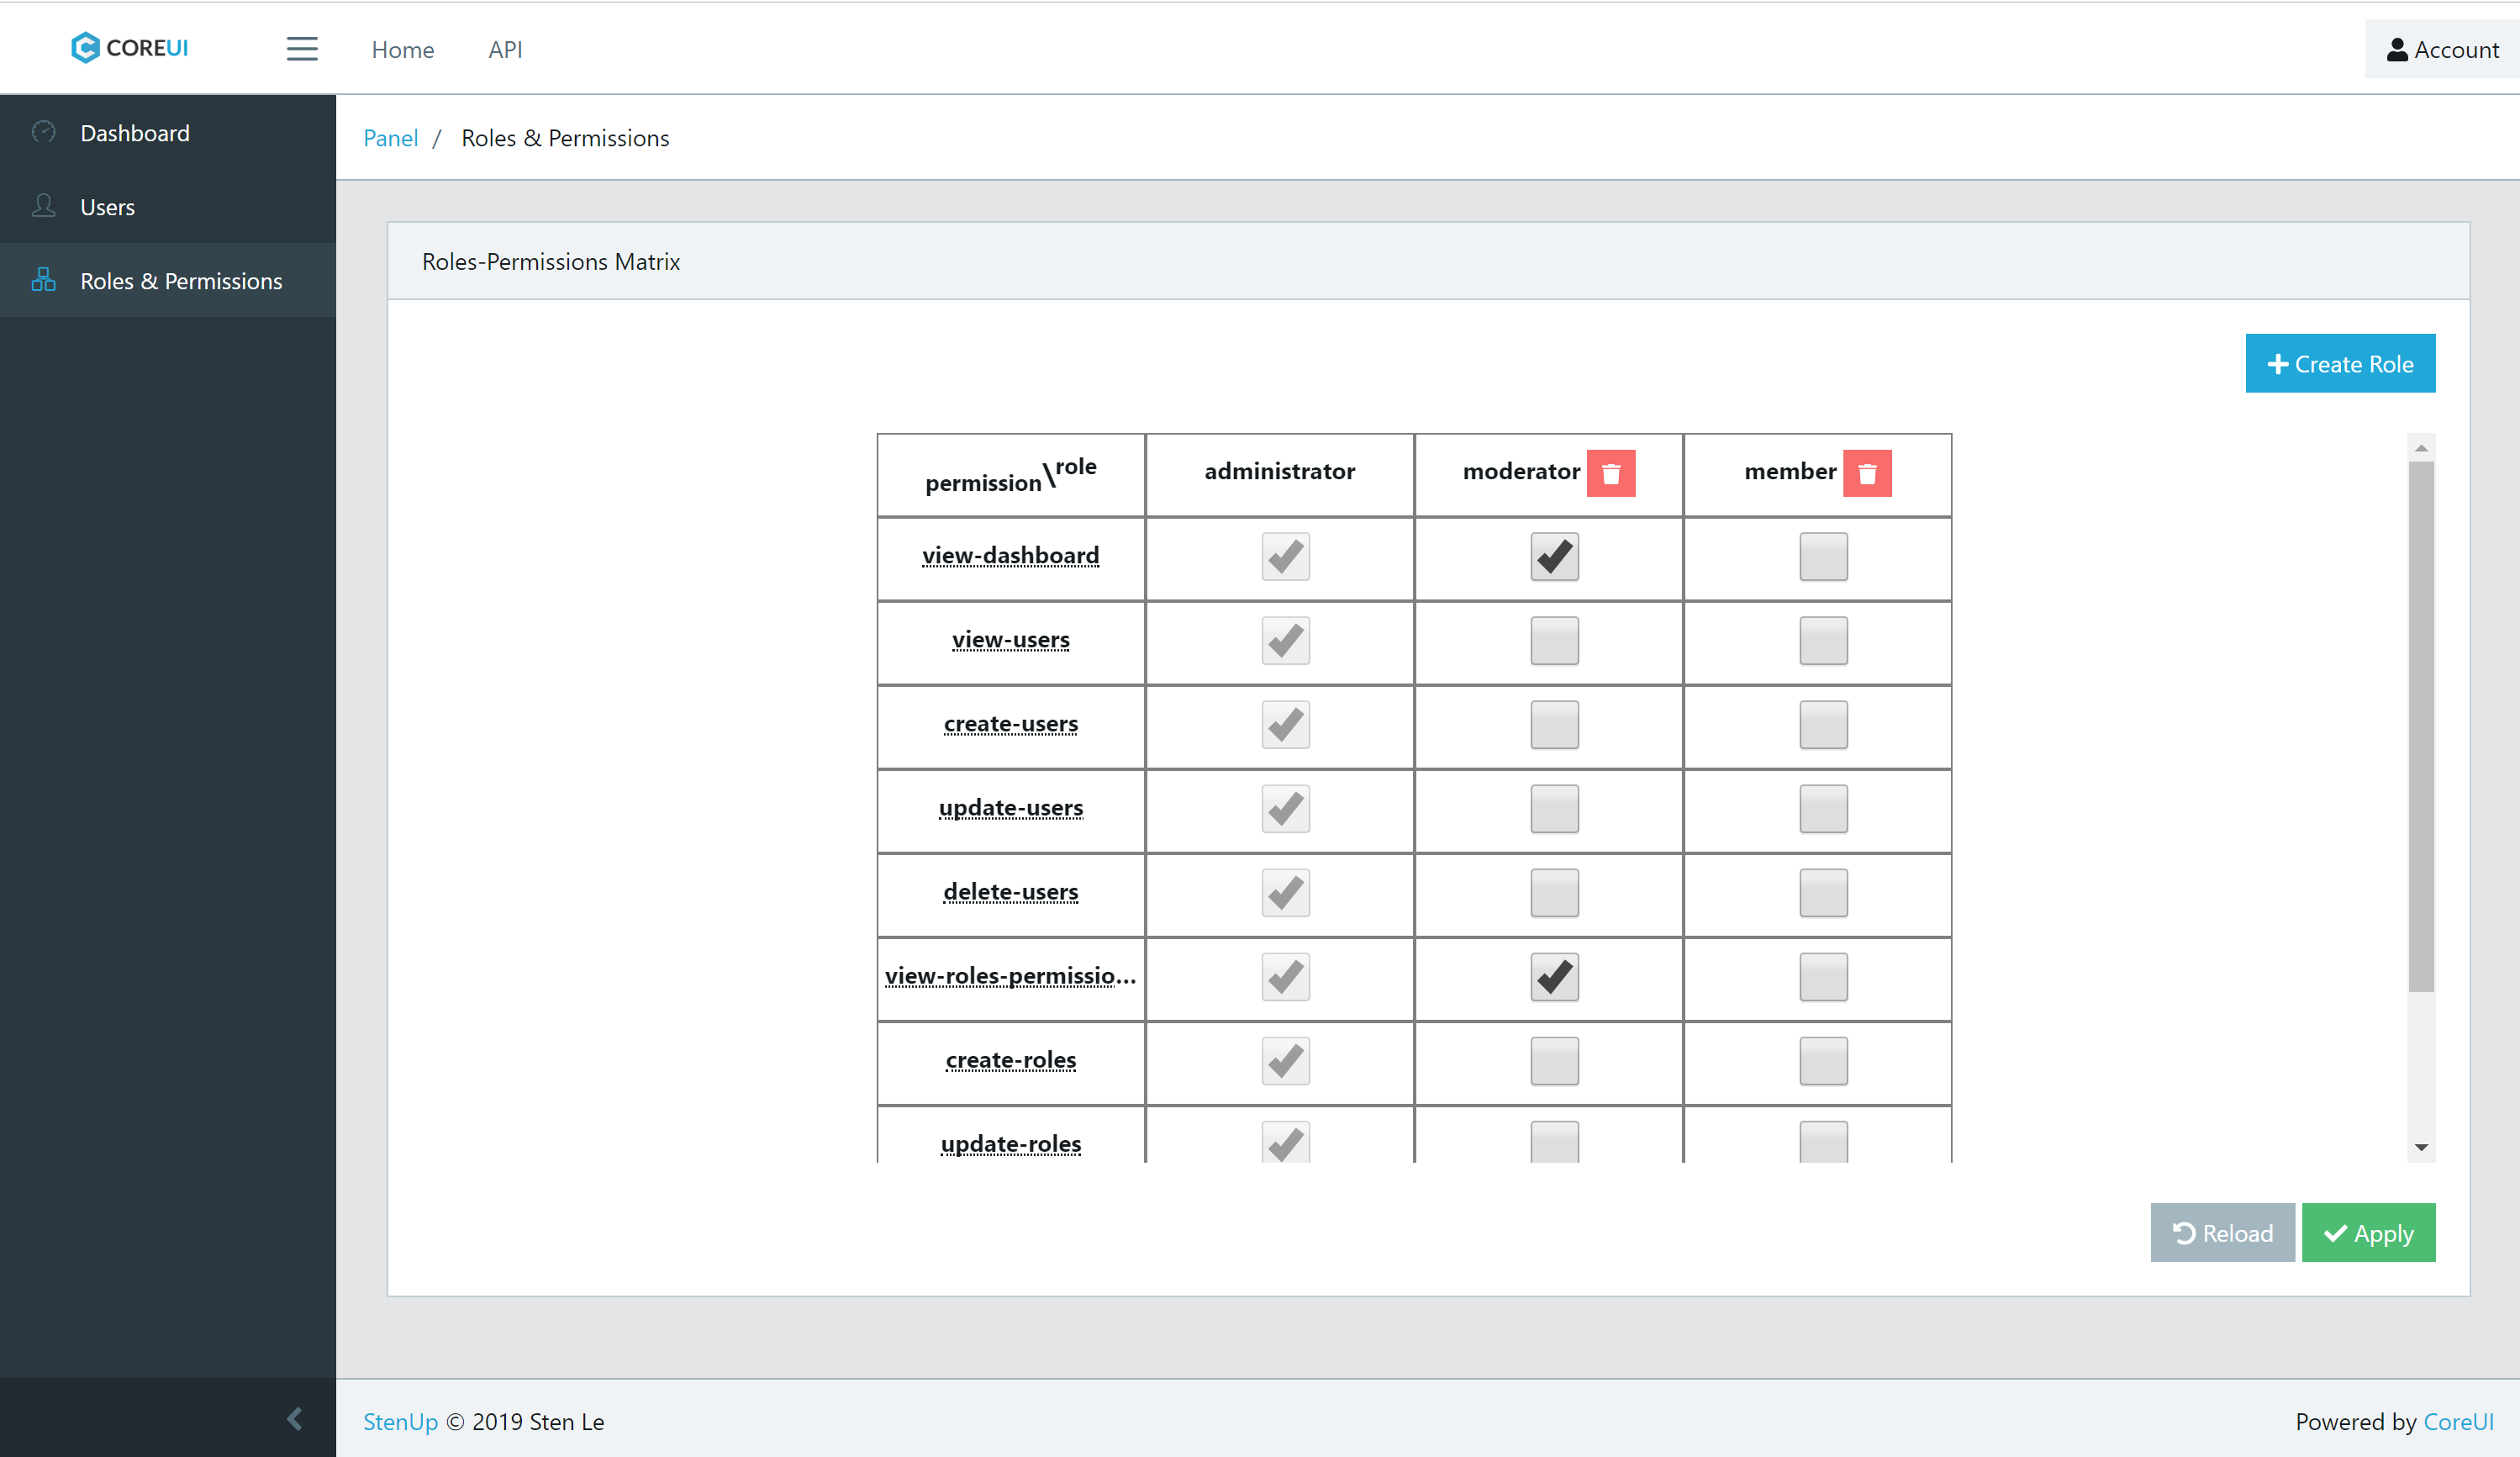 COREUI
Home
API
Account
Dashboard
Users
Roles & Permissions
Panel / Roles & Permissions
Roles-Permissions Matrix
Create Role
permission\role administrator moderator member
view-dashboard
view-users
create-users
update-users
delete-users
view-roles-permissio...
create-roles
update-roles
Reload
Apply
StenUp © 2019 Sten Le
Powered by CoreUI